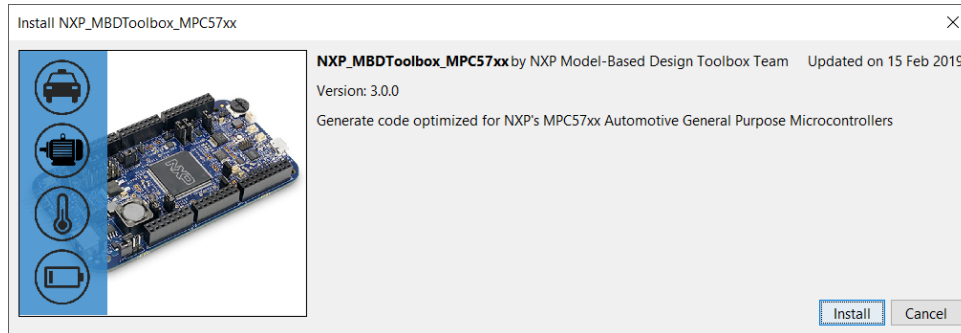 Install NXP_MBDToolbox_MPC57xx
NXP_MBDToolbox_MPC57xx by NXP Model-Based Design Toolbox Team Updated on 15 Feb 2019
Version: 3.0.0
Generate code optimized for NXP's MPC57xx Automotive General Purpose Microcontrollers
NXP
Install Cancel